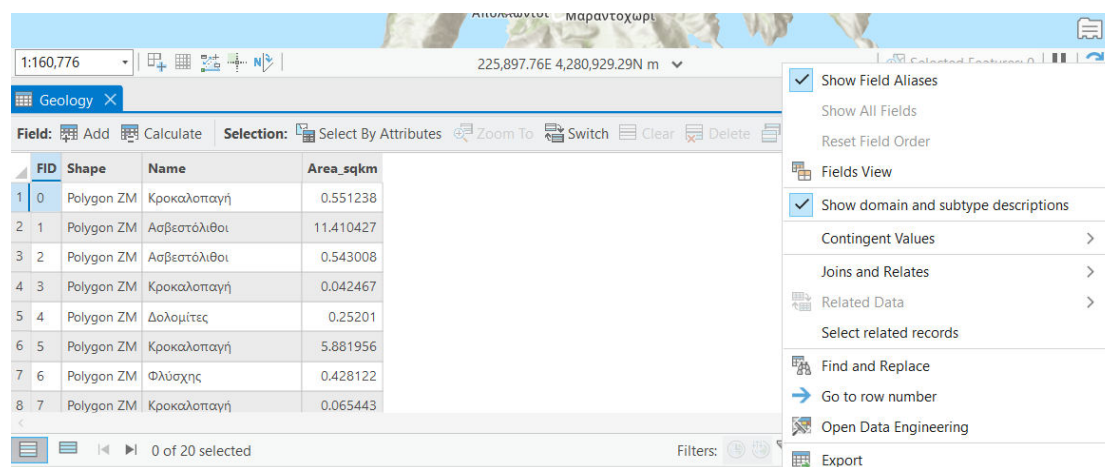 Μαραντοχώρι
1:160,776
225,897.76E 4,280,929.29N m
Geology
Field: Add Calculate Selection: Select By Attributes Zoom To Switch Clear Delete
FID Shape Name Area_sqkm
1 0 Polygon ZM Κροκαλοπαγή 0.551238
2 1 Polygon ZM Ασβεστόλιθοι 11.410427
3 2 Polygon ZM Ασβεστόλιθοι 0.543008
4 3 Polygon ZM Κροκαλοπαγή 0.042467
5 4 Polygon ZM Δολομίτες 0.25201
6 5 Polygon ZM Κροκαλοπαγή 5.881956
7 6 Polygon ZM Φλύσχης 0.428122
8 7 Polygon ZM Κροκαλοπαγή 0.065443
0 of 20 selected
Filters:
Show Field Aliases
Show All Fields
Reset Field Order
Fields View
Show domain and subtype descriptions
Contingent Values
Joins and Relates
Related Data
Select related records
Find and Replace
Go to row number
Open Data Engineering
Export